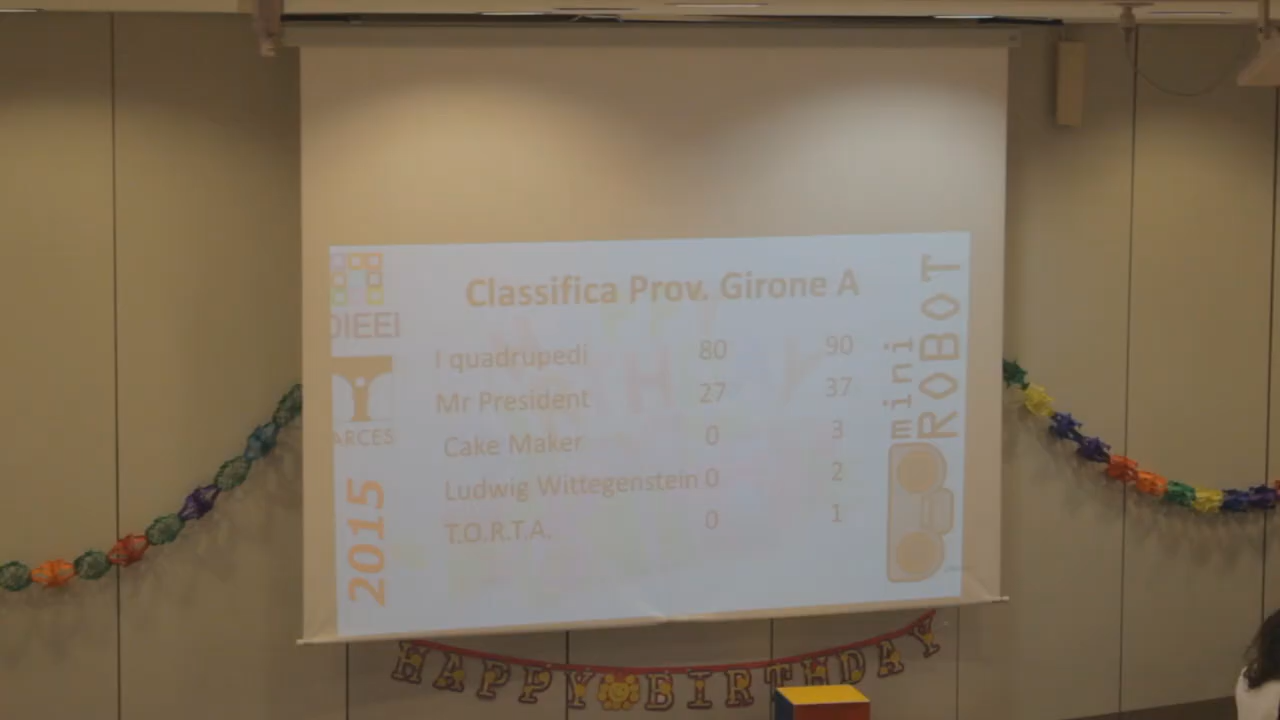 Classifica Prov. Girone A
I quadrupedi 80 90
Mr President 27 37
Cake Maker 0 3
Ludwig Wittegenstein 0 2
T.O.R.T.A. 0 1
DIEEI
ARCES
2015
mini
ROBOT
HAPPY BIRTHDAY